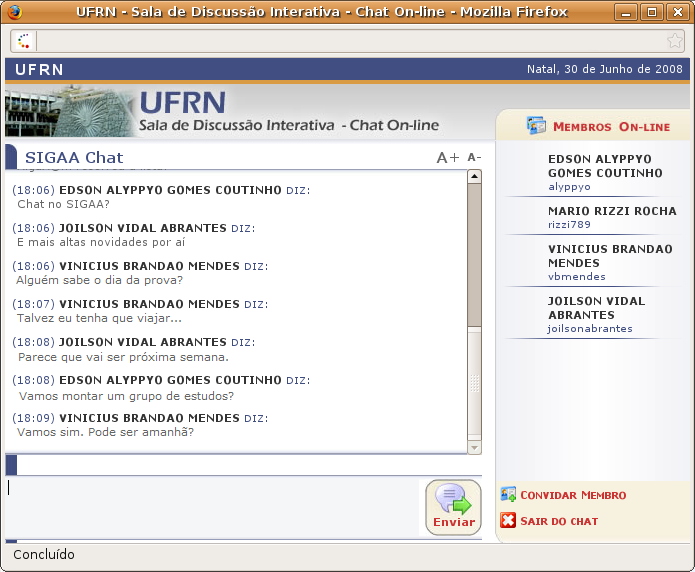 UFRN - Sala de Discussão Interativa - Chat On-line - Mozilla Firefox
UFRN
Natal, 30 de Junho de 2008
UFRN
Sala de Discussão Interativa - Chat On-line
SIGAA Chat
A+ A-
(18:06) EDSON ALYPPYO GOMES COUTINHO DIZ:
Chat no SIGAA?
(18:06) JOILSON VIDAL ABRANTES DIZ:
E mais altas novidades por aí
(18:06) VINICIUS BRANDAO MENDES DIZ:
Alguém sabe o dia da prova?
(18:07) VINICIUS BRANDAO MENDES DIZ:
Talvez eu tenha que viajar...
(18:08) JOILSON VIDAL ABRANTES DIZ:
Parece que vai ser próxima semana.
(18:08) EDSON ALYPPYO GOMES COUTINHO DIZ:
Vamos montar um grupo de estudos?
(18:09) VINICIUS BRANDAO MENDES DIZ:
Vamos sim. Pode ser amanhã?
Enviar
MEMBROS ON-LINE
EDSON ALYPPYO
GOMES COUTINHO
alyppyo
MARIO RIZZI ROCHA
rizzi789
VINICIUS BRANDAO
MENDES
vbmendes
JOILSON VIDAL
ABRANTES
joilsonabrantes
CONVIDAR MEMBRO
SAIR DO CHAT
Concluído